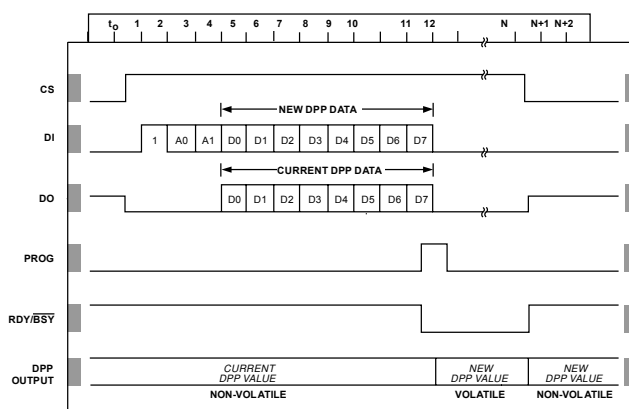 to 1 2 3 4 5 6 7 8 9 10 11 12 N N+1 N+2
CS
NEW DPP DATA
DI 1 A0 A1 D0 D1 D2 D3 D4 D5 D6 D7
CURRENT DPP DATA
DO D0 D1 D2 D3 D4 D5 D6 D7
PROG
RDY/BSY
DPP OUTPUT
CURRENT DPP VALUE
NON-VOLATILE
NEW DPP VALUE
VOLATILE
NEW DPP VALUE
NON-VOLATILE